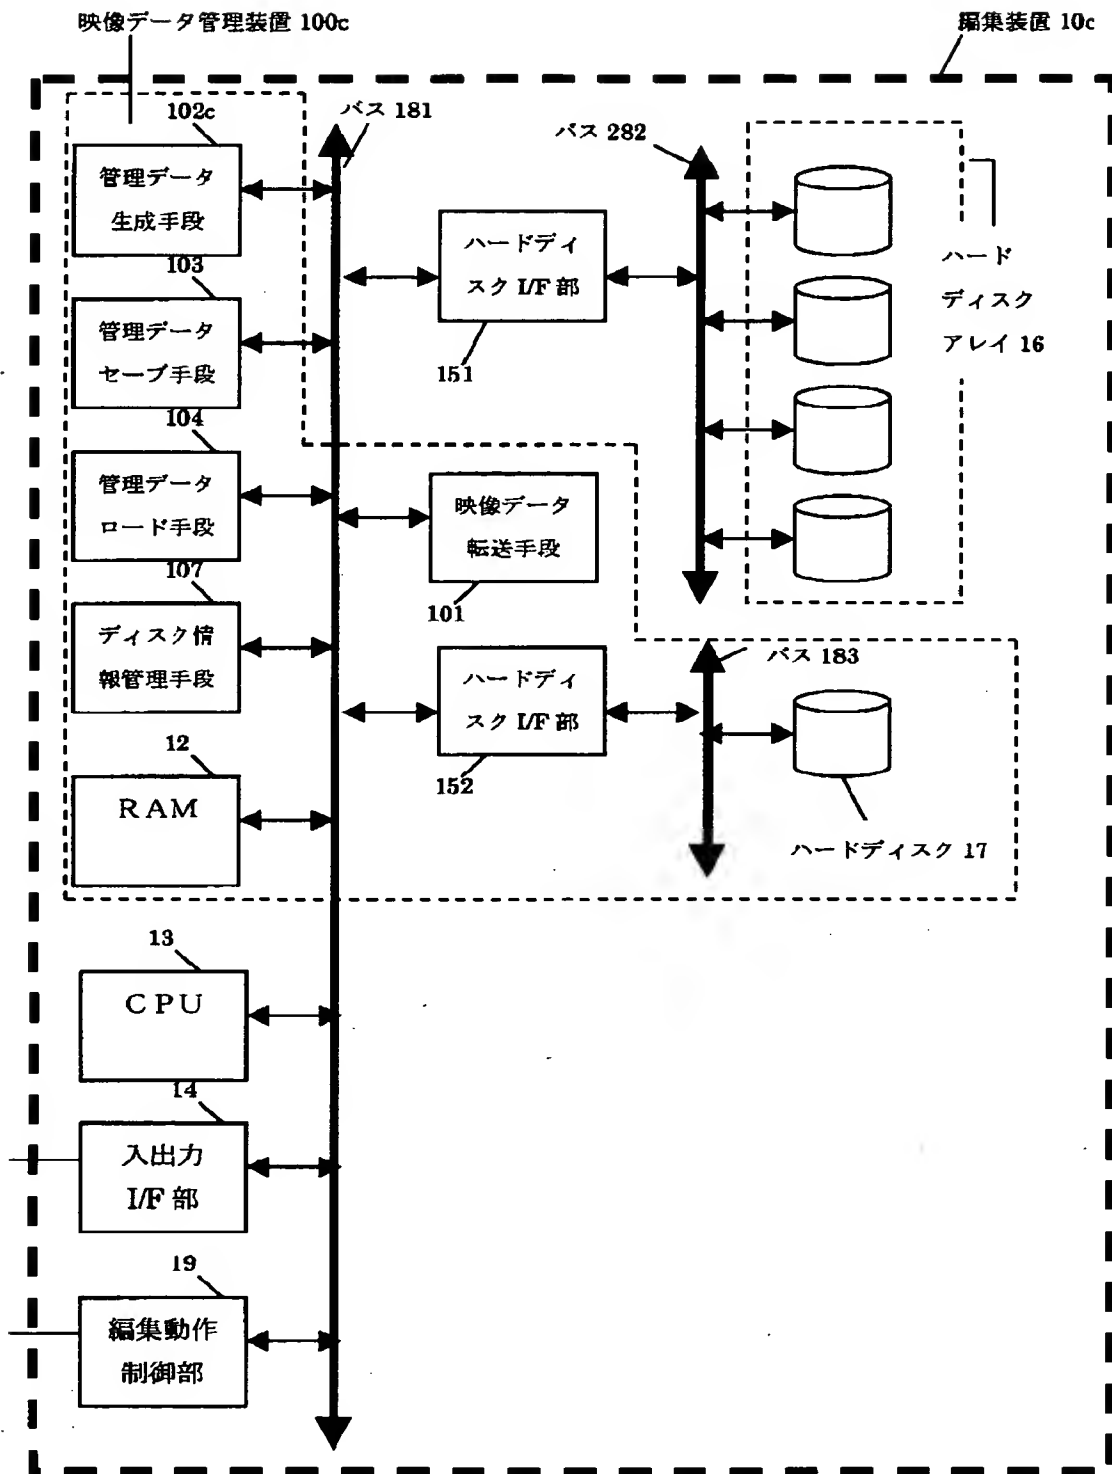 映像データ管理装置 100c
編集装置 10c
102c
バス 181
バス 282
管理データ
生成手段
ハードディ
スク I/F 部
151
ハード
ディスク
アレイ 16
103
管理データ
セーブ手段
104
管理データ
ロード手段
映像データ
転送手段
101
107
ディスク情
報管理手段
ハードディ
スク I/F 部
152
バス 183
ハードディスク 17
12
RAM
13
CPU
14
入出力
I/F 部
19
編集動作
制御部